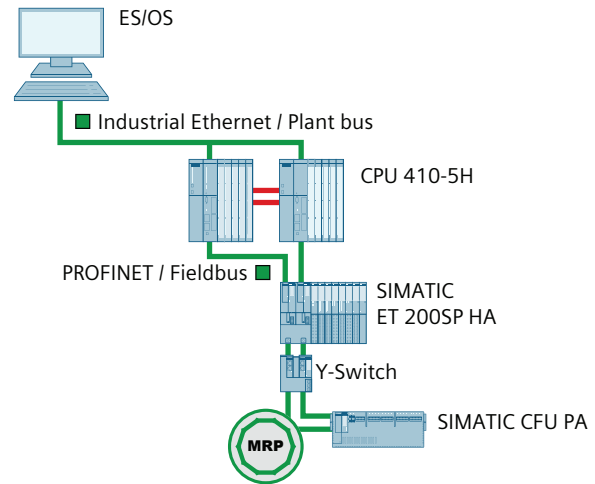 ES/OS
Industrial Ethernet / Plant bus
CPU 410-5H
PROFINET / Fieldbus
SIMATIC
ET 200SP HA
Y-Switch
SIMATIC CFU PA
MRP